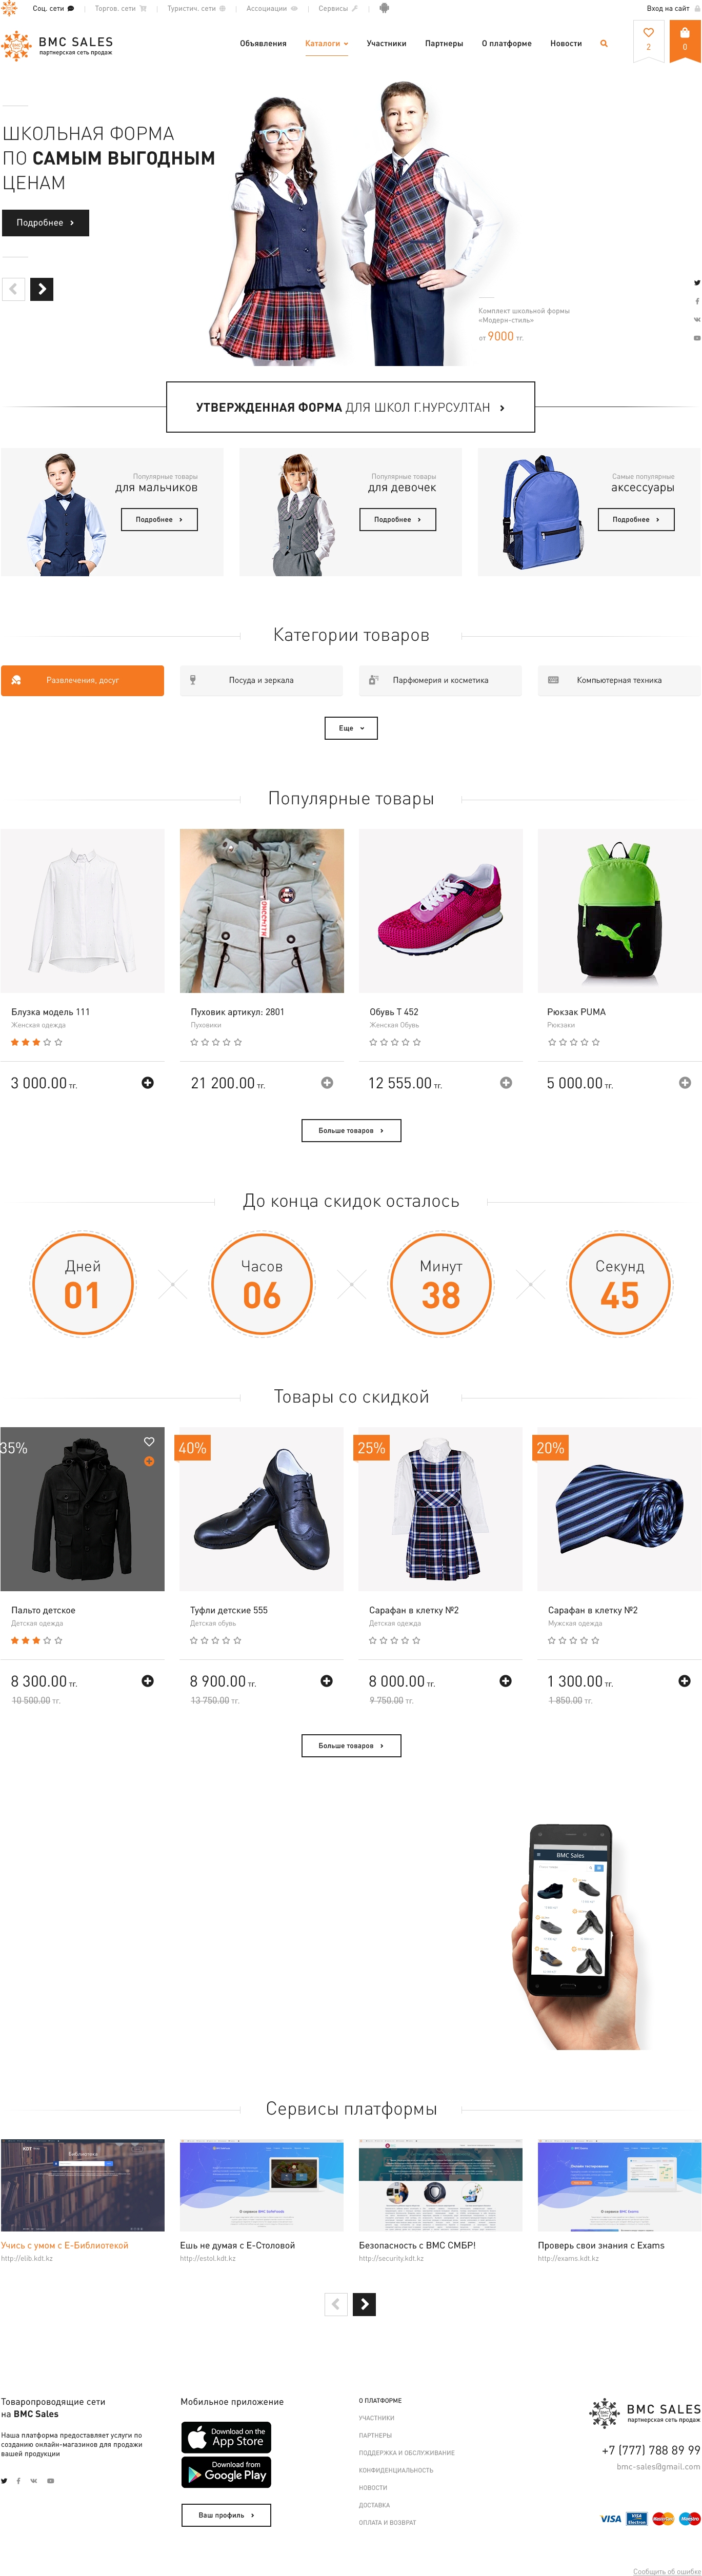 Соц. сети
Торгов. сети
Туристич. сети
Ассоциации
Сервисы
Вход на сайт
BMC SALES
партнерская сеть продаж
Объявления
Каталоги
Участники
Партнеры
О платформе
Новости
2
0
ШКОЛЬНАЯ ФОРМА
ПО САМЫМ ВЫГОДНЫМ
ЦЕНАМ
Подробнее
Комплект школьной формы
«Модерн-стиль»
от 9000 тг.
УТВЕРЖДЕННАЯ ФОРМА ДЛЯ ШКОЛ Г.НУРСУЛТАН
Популярные товары
для мальчиков
Подробнее
Популярные товары
для девочек
Подробнее
Самые популярные
аксессуары
Подробнее
Категории товаров
Развлечения, досуг
Посуда и зеркала
Парфюмерия и косметика
Компьютерная техника
Еще
Популярные товары
Блузка модель 111
Женская одежда
3 000.00 тг.
Пуховик артикул: 2801
Пуховики
21 200.00 тг.
Обувь Т 452
Женская Обувь
12 555.00 тг.
Рюкзак PUMA
Рюкзаки
5 000.00 тг.
Больше товаров
До конца скидок осталось
Дней
01
Часов
06
Минут
38
Секунд
45
Товары со скидкой
35%
Пальто детское
Детская одежда
8 300.00 тг.
10 500.00 тг.
40%
Туфли детские 555
Детская обувь
8 900.00 тг.
13 750.00 тг.
25%
Сарафан в клетку №2
Детская одежда
8 000.00 тг.
9 750.00 тг.
20%
Сарафан в клетку №2
Мужская одежда
1 300.00 тг.
1 850.00 тг.
Больше товаров
BMC Sales
Сервисы платформы
Учись с умом с Е-Библиотекой
http://elib.kdt.kz
Ешь не думая с Е-Столовой
http://estol.kdt.kz
Безопасность с BMC СМБР!
http://security.kdt.kz
Проверь свои знания с Exams
http://exams.kdt.kz
Товаропроводящие сети
на BMC Sales
Наша платформа предоставляет услуги по
созданию онлайн-магазинов для продажи
вашей продукции
Мобильное приложение
Download on the
App Store
Download from
Google Play
Ваш профиль
О ПЛАТФОРМЕ
УЧАСТНИКИ
ПАРТНЕРЫ
ПОДДЕРЖКА И ОБСЛУЖИВАНИЕ
КОНФИДЕНЦИАЛЬНОСТЬ
НОВОСТИ
ДОСТАВКА
ОПЛАТА И ВОЗВРАТ
BMC SALES
партнерская сеть продаж
+7 (777) 788 89 99
bmc-sales@gmail.com
VISA
VISA Electron
MasterCard
Maestro
Сообщить об ошибке